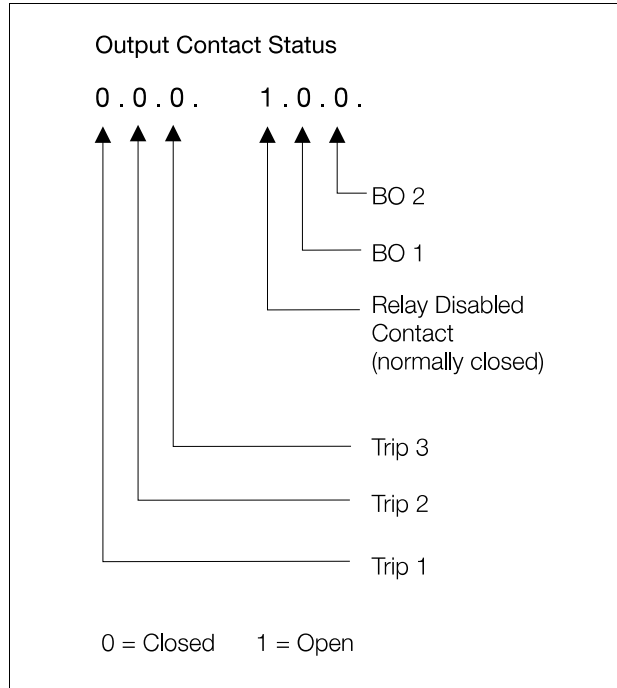 Output Contact Status
0 . 0 . 0 . 1 . 0 . 0 .
BO 2
BO 1
Relay Disabled
Contact
(normally closed)
Trip 3
Trip 2
Trip 1
0 = Closed 1 = Open